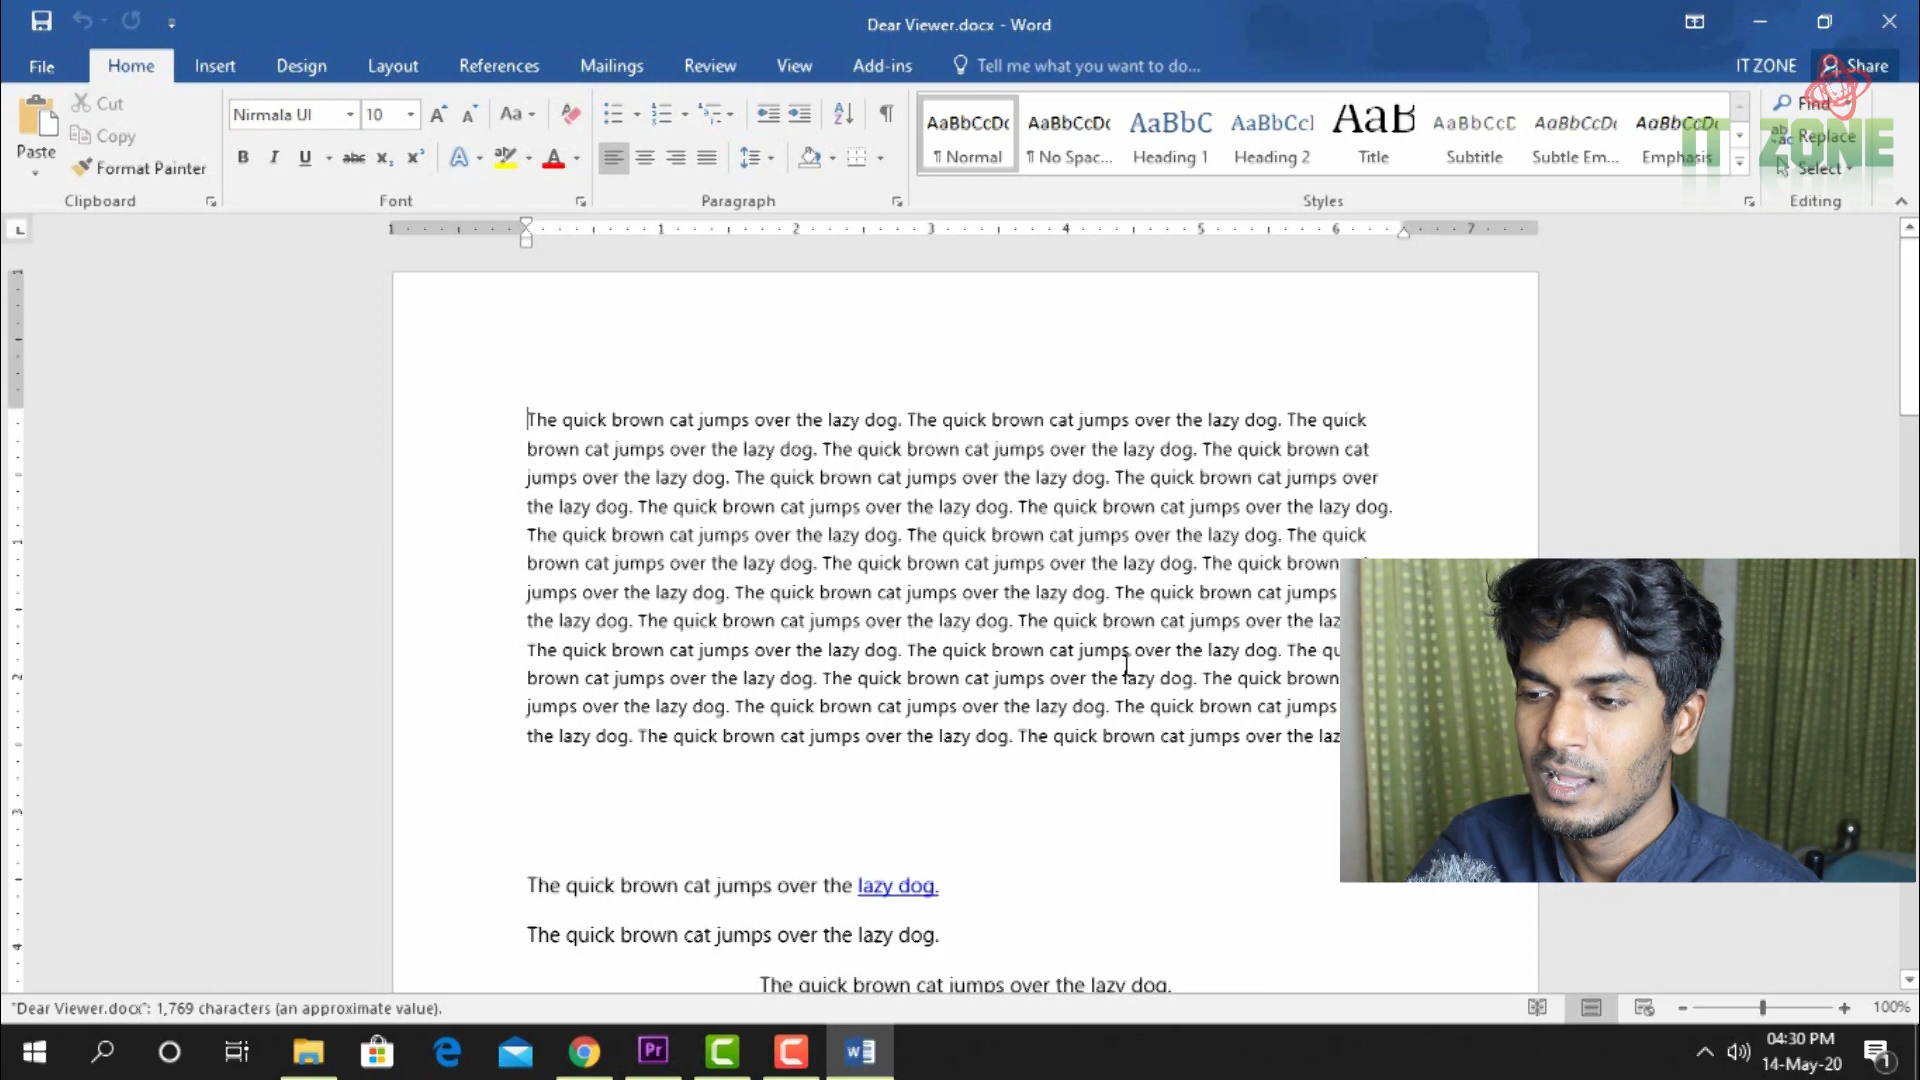 Dear Viewer.docx - Word
File Home Insert Design Layout References Mailings Review View Add-ins Tell me what you want to do... IT ZONE Share
Paste
Cut
Copy
Format Painter
Clipboard
Nirmala UI 10
Aa
B I U abc X₂ X² A A
Font
Paragraph
AaBbCcDc AaBbCcDc AaBbC AaBbCcl AaB AaBbCcD AaBbCcDc AaBbCcDc
¶ Normal ¶ No Spac... Heading 1 Heading 2 Title Subtitle Subtle Em... Emphasis
Styles
Find
Replace
Select
Editing
IT ZONE
1 1 2 3 4 5 6 7
The quick brown cat jumps over the lazy dog. The quick brown cat jumps over the lazy dog. The quick
brown cat jumps over the lazy dog. The quick brown cat jumps over the lazy dog. The quick brown cat
jumps over the lazy dog. The quick brown cat jumps over the lazy dog. The quick brown cat jumps over
the lazy dog. The quick brown cat jumps over the lazy dog. The quick brown cat jumps over the lazy dog.
The quick brown cat jumps over the lazy dog. The quick brown cat jumps over the lazy dog. The quick
brown cat jumps over the lazy dog. The quick brown cat jumps over the lazy dog. The quick brown
jumps over the lazy dog. The quick brown cat jumps over the lazy dog. The quick brown cat jumps
the lazy dog. The quick brown cat jumps over the lazy dog. The quick brown cat jumps over the
The quick brown cat jumps over the lazy dog. The quick brown cat jumps over the lazy dog. The
brown cat jumps over the lazy dog. The quick brown cat jumps over the lazy dog. The quick brown
jumps over the lazy dog. The quick brown cat jumps over the lazy dog. The quick brown cat jumps
the lazy dog. The quick brown cat jumps over the lazy dog. The quick brown cat jumps over the
The quick brown cat jumps over the lazy dog.
The quick brown cat jumps over the lazy dog.
The quick brown cat jumps over the lazy dog.
"Dear Viewer.docx": 1,769 characters (an approximate value).
100%
Pr
04:30 PM
14-May-20
1